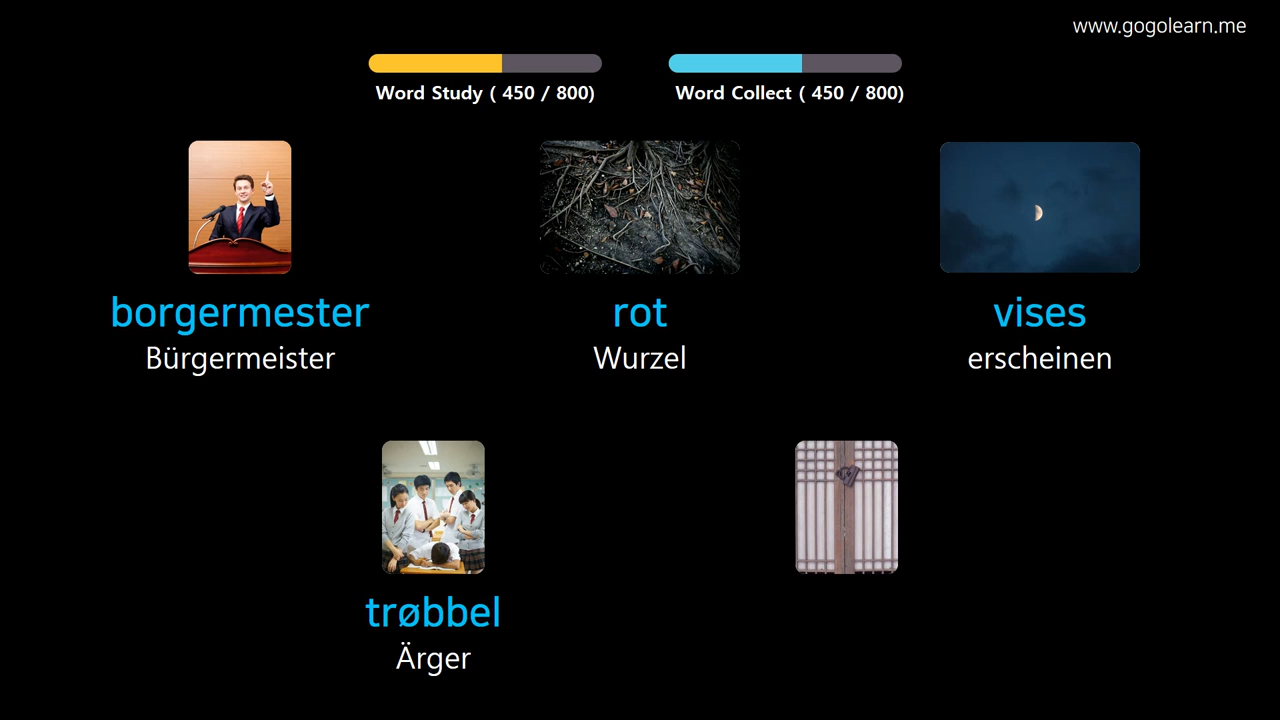 www.gogolearn.me
Word Study ( 450 / 800)
Word Collect ( 450 / 800)
borgermester
Bürgermeister
rot
Wurzel
vises
erscheinen
trøbbel
Ärger